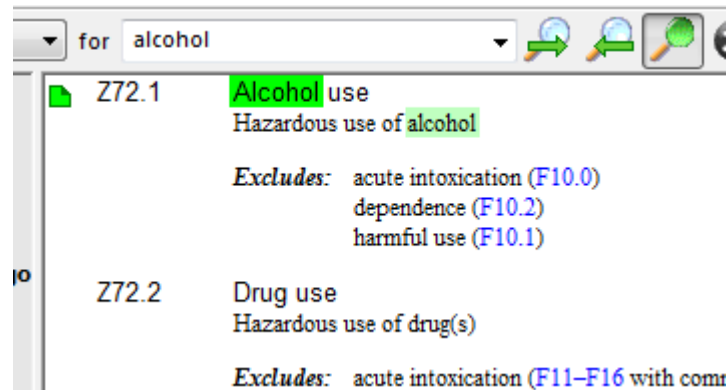 for alcohol
Z72.1 Alcohol use
Hazardous use of alcohol
Excludes: acute intoxication (F10.0)
dependence (F10.2)
harmful use (F10.1)
Z72.2 Drug use
Hazardous use of drug(s)
Excludes: acute intoxication (F11–F16 with